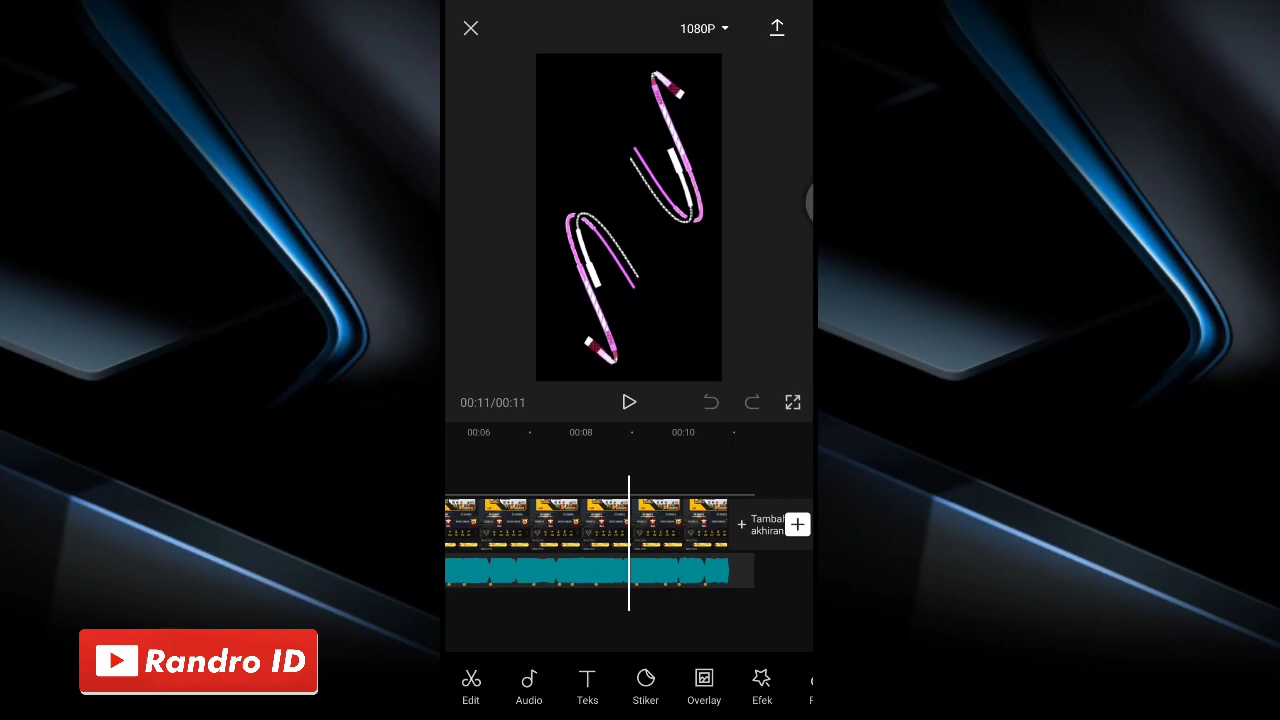 1080P
00:11/00:11
00:06
00:08
00:10
+ Tambah
akhiran
Edit
Audio
Teks
Stiker
Overlay
Efek
Randro ID